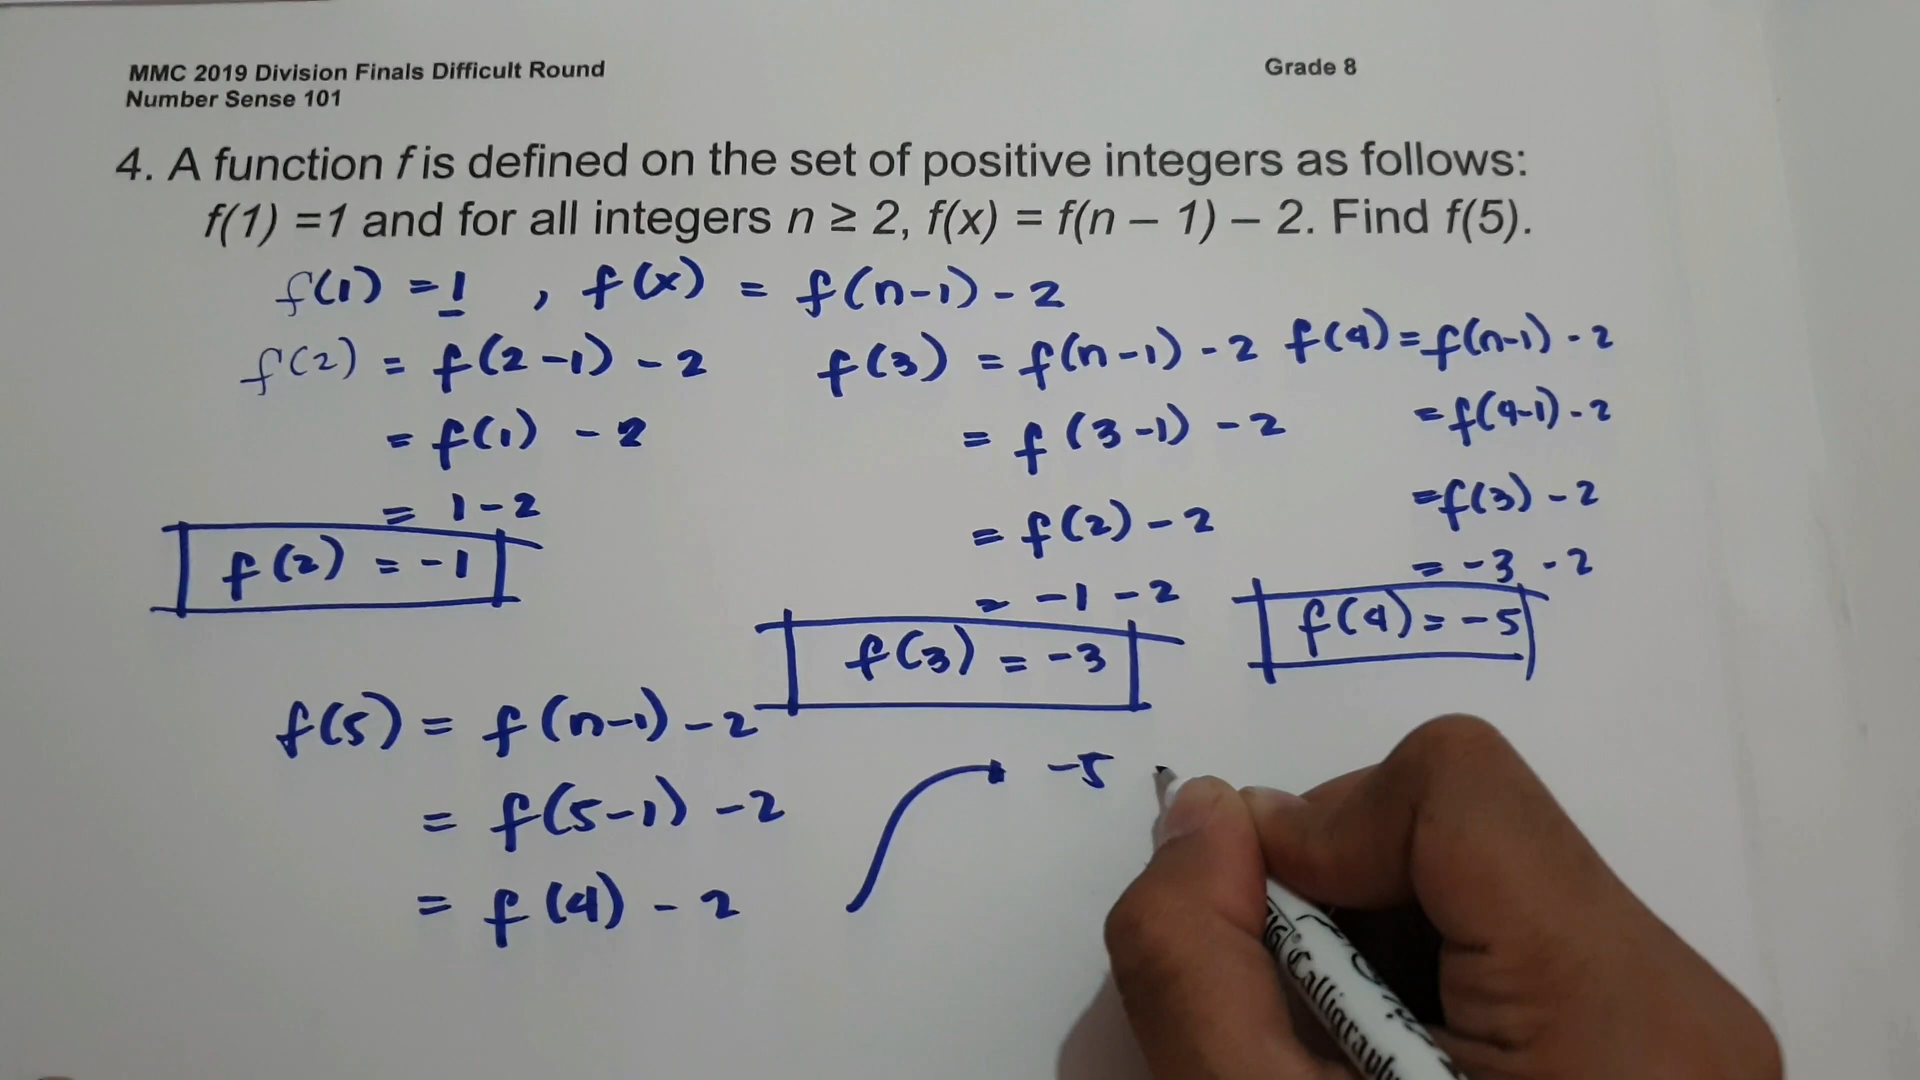 MMC 2019 Division Finals Difficult Round
Grade 8
Number Sense 101
4. A function f is defined on the set of positive integers as follows:
f(1) =1 and for all integers n ≥ 2, f(x) = f(n – 1) – 2. Find f(5).
f(1) = 1 , f(x) = f(n-1) - 2
f(2) = f(2-1) - 2
= f(1) - 2
= 1 - 2
f(2) = -1
f(3) = f(n-1) - 2
= f(3-1) - 2
= f(2) - 2
= -1 - 2
f(3) = -3
f(4) = f(n-1) - 2
= f(4-1) - 2
= f(3) - 2
= -3 - 2
f(4) = -5
f(5) = f(n-1) - 2
= f(5-1) - 2
= f(4) - 2
-5
Calligraphy